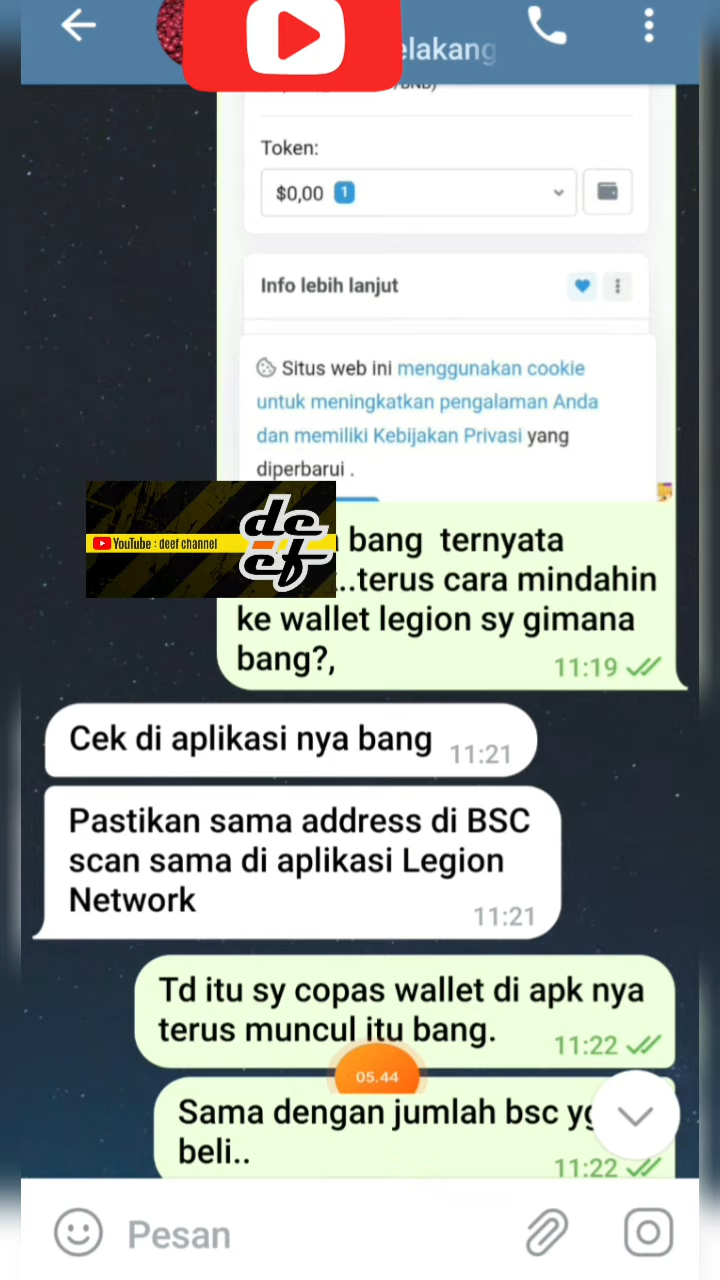 elakang
/BNB)
Token:
$0,00 1
Info lebih lanjut
Situs web ini menggunakan cookie
untuk meningkatkan pengalaman Anda
dan memiliki Kebijakan Privasi yang
diperbarui .
YouTube : deef channel
deef
bang ternyata
..terus cara mindahin
ke wallet legion sy gimana
bang?,
11:19
Cek di aplikasi nya bang 11:21
Pastikan sama address di BSC
scan sama di aplikasi Legion
Network
11:21
Td itu sy copas wallet di apk nya
terus muncul itu bang.
11:22
05.44
Sama dengan jumlah bsc yg
beli..
11:22
Pesan